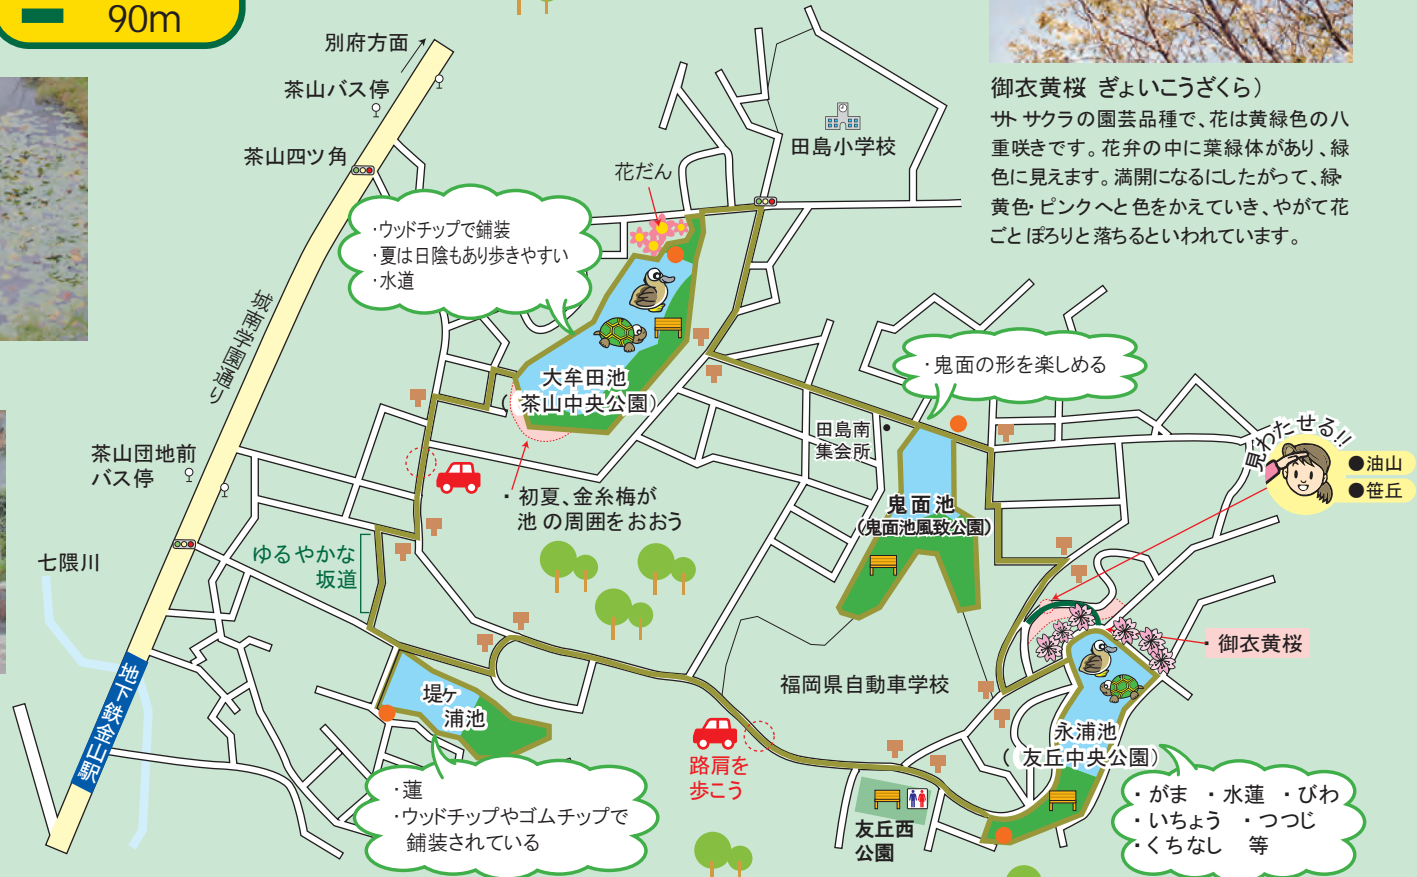 90m
別府方面
茶山バス停
茶山四ツ角
城南学園通り
茶山団地前
バス停
七隈川
地下鉄金山駅
・ウッドチップで舗装
・夏は日陰もあり歩きやすい
・水道
花だん
田島小学校
御衣黄桜 ぎょいこうざくら）
サト サクラの園芸品種で、花は黄緑色の八
重咲きです。花弁の中に葉緑体があり、緑
色に見えます。満開になるにしたがって、緑・
黄色・ピンクへと色をかえていき、やがて花
ごと ぽろりと落ちるといわれています。
大牟田池
（茶山中央公園）
・鬼面の形を楽しめる
田島南
集会所
鬼面池
（鬼面池風致公園）
見わたせる!!
●油山
●笹丘
・初夏、金糸梅が
池の周囲をおおう
ゆるやかな
坂道
御衣黄桜
福岡県自動車学校
堤ヶ
浦池
永浦池
（友丘中央公園）
路肩を
歩こう
友丘西
公園
・蓮
・ウッドチップやゴムチップで
舗装されている
・がま ・水蓮 ・びわ
・いちょう ・つつじ
・くちなし 等